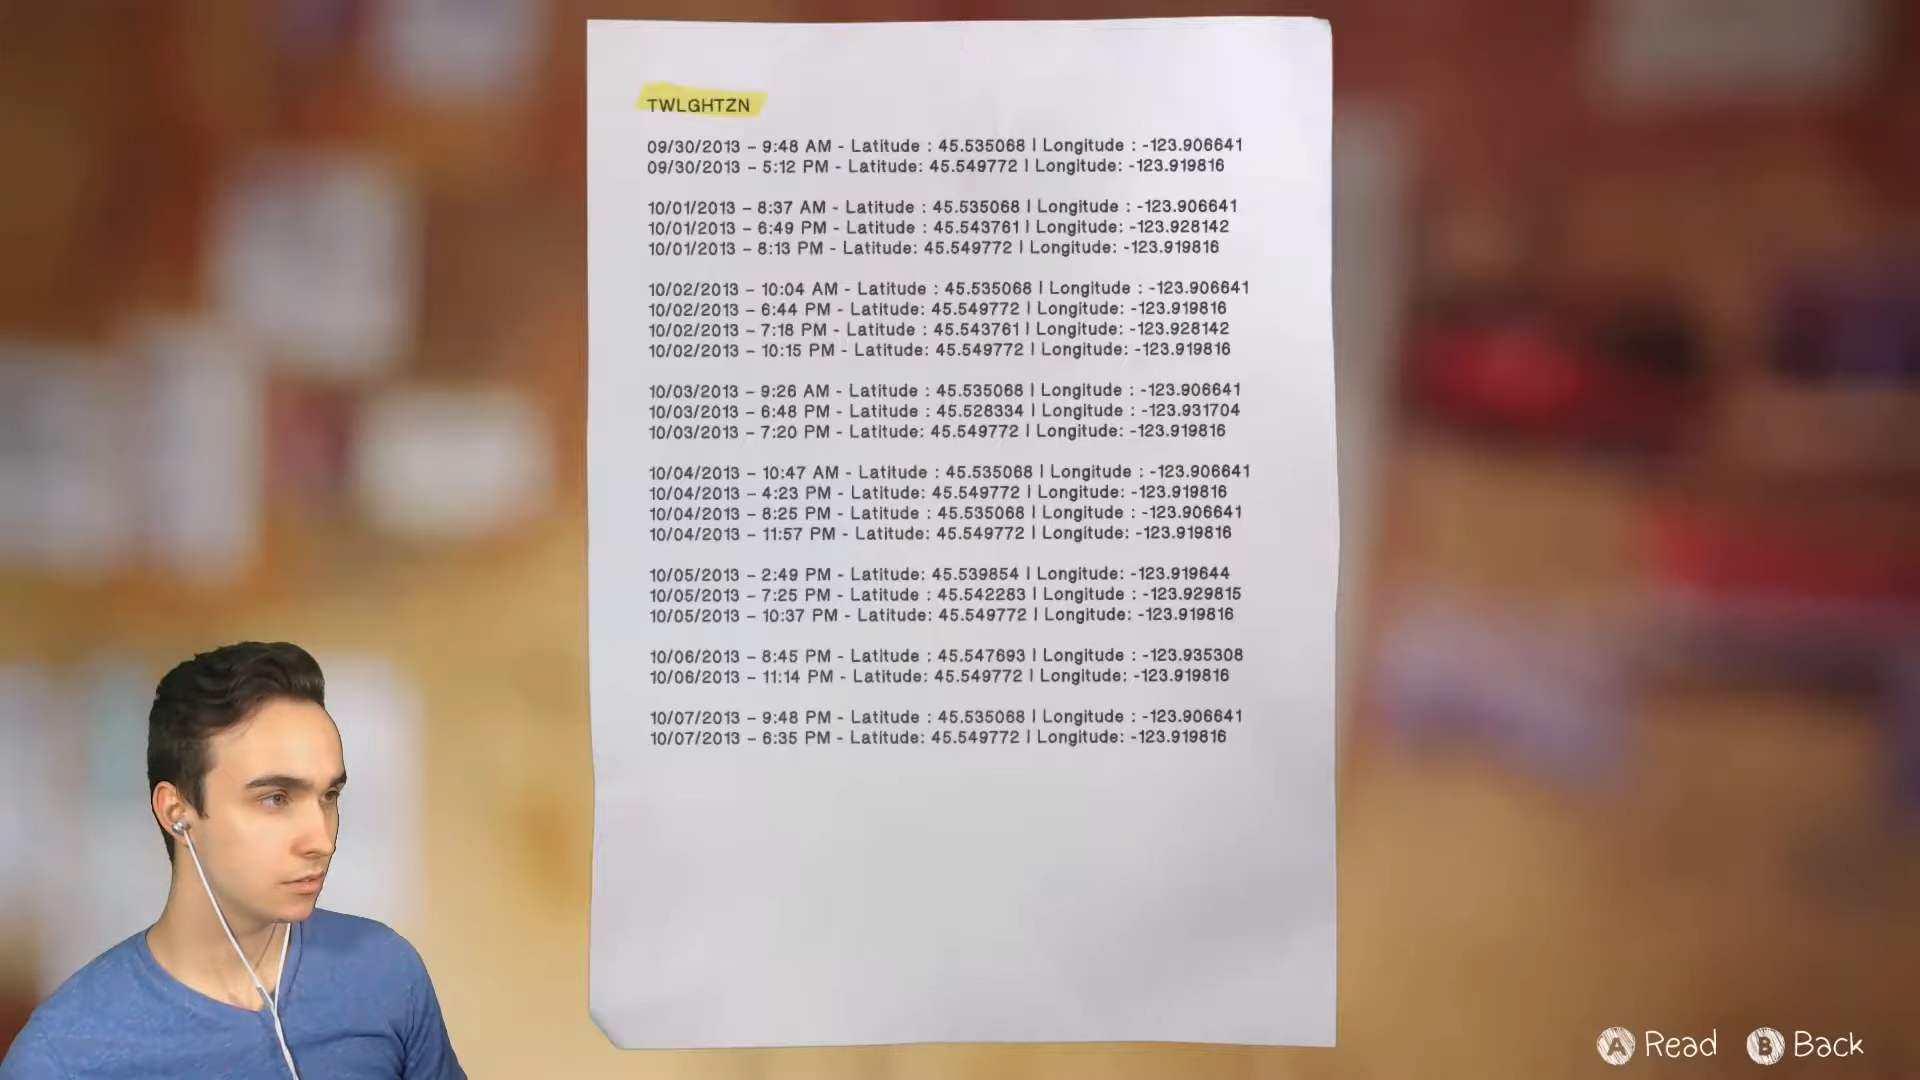 TWLGHTZN
09/30/2013 – 9:48 AM - Latitude : 45.535068 | Longitude : -123.906641
09/30/2013 – 5:12 PM - Latitude: 45.549772 | Longitude: -123.919816
10/01/2013 – 8:37 AM - Latitude : 45.535068 | Longitude : -123.906641
10/01/2013 – 6:49 PM - Latitude : 45.543761 | Longitude: -123.928142
10/01/2013 – 8:13 PM - Latitude: 45.549772 | Longitude: -123.919816
10/02/2013 – 10:04 AM - Latitude : 45.535068 | Longitude : -123.906641
10/02/2013 – 6:44 PM - Latitude: 45.549772 | Longitude: -123.919816
10/02/2013 – 7:18 PM - Latitude : 45.543761 | Longitude: -123.928142
10/02/2013 – 10:15 PM - Latitude: 45.549772 | Longitude: -123.919816
10/03/2013 – 9:26 AM - Latitude : 45.535068 | Longitude : -123.906641
10/03/2013 – 6:48 PM - Latitude : 45.528334 | Longitude : -123.931704
10/03/2013 – 7:20 PM - Latitude: 45.549772 | Longitude: -123.919816
10/04/2013 – 10:47 AM - Latitude : 45.535068 | Longitude : -123.906641
10/04/2013 – 4:23 PM - Latitude: 45.549772 | Longitude: -123.919816
10/04/2013 – 8:25 PM - Latitude : 45.535068 | Longitude : -123.906641
10/04/2013 – 11:57 PM - Latitude: 45.549772 | Longitude: -123.919816
10/05/2013 – 2:49 PM - Latitude: 45.539854 | Longitude: -123.919644
10/05/2013 – 7:25 PM - Latitude : 45.542283 | Longitude : -123.929815
10/05/2013 – 10:37 PM - Latitude: 45.549772 | Longitude: -123.919816
10/06/2013 – 8:45 PM - Latitude : 45.547693 | Longitude : -123.935308
10/06/2013 – 11:14 PM - Latitude: 45.549772 | Longitude: -123.919816
10/07/2013 – 9:48 PM - Latitude : 45.535068 | Longitude : -123.906641
10/07/2013 – 6:35 PM - Latitude: 45.549772 | Longitude: -123.919816
A Read B Back